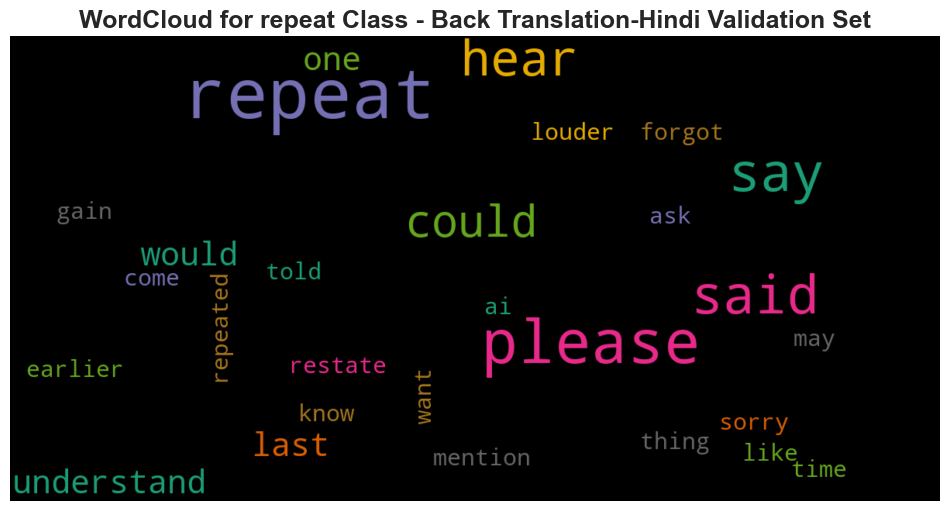 WordCloud for repeat Class - Back Translation-Hindi Validation Set
one
hear
repeat
louder
forgot
say
gain
could
ask
would
come
told
repeated
said
ai
please
may
earlier
restate
want
know
sorry
last
thing
like
mention
time
understand